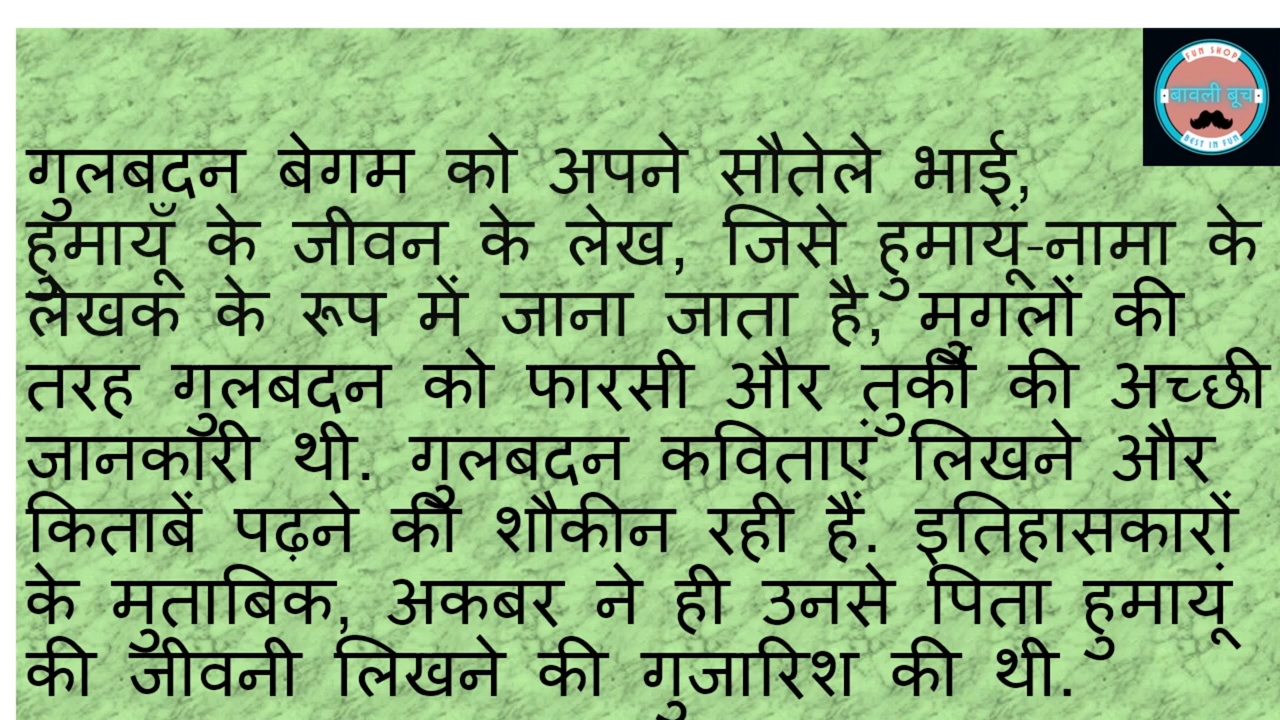 FUN SHOP
बावली बूच
BEST IN FUN
गुलबदन बेगम को अपने सौतेले भाई,
हुमायूँ के जीवन के लेख, जिसे हुमायूं-नामा के
लेखक के रूप में जाना जाता है, मुगलों की
तरह गुलबदन को फारसी और तुर्की की अच्छी
जानकारी थी. गुलबदन कविताएं लिखने और
किताबें पढ़ने की शौकीन रही हैं. इतिहासकारों
के मुताबिक, अकबर ने ही उनसे पिता हुमायूं
की जीवनी लिखने की गुजारिश की थी.